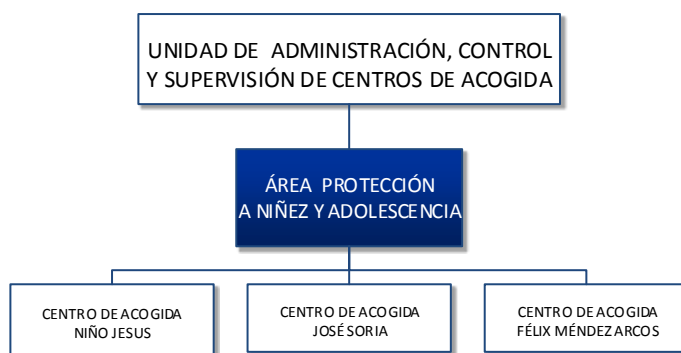 UNIDAD DE ADMINISTRACIÓN, CONTROL
Y SUPERVISIÓN DE CENTROS DE ACOGIDA
ÁREA PROTECCIÓN
A NIÑEZ Y ADOLESCENCIA
CENTRO DE ACOGIDA
NIÑO JESUS
CENTRO DE ACOGIDA
JOSÉ SORIA
CENTRO DE ACOGIDA
FÉLIX MÉNDEZ ARCOS